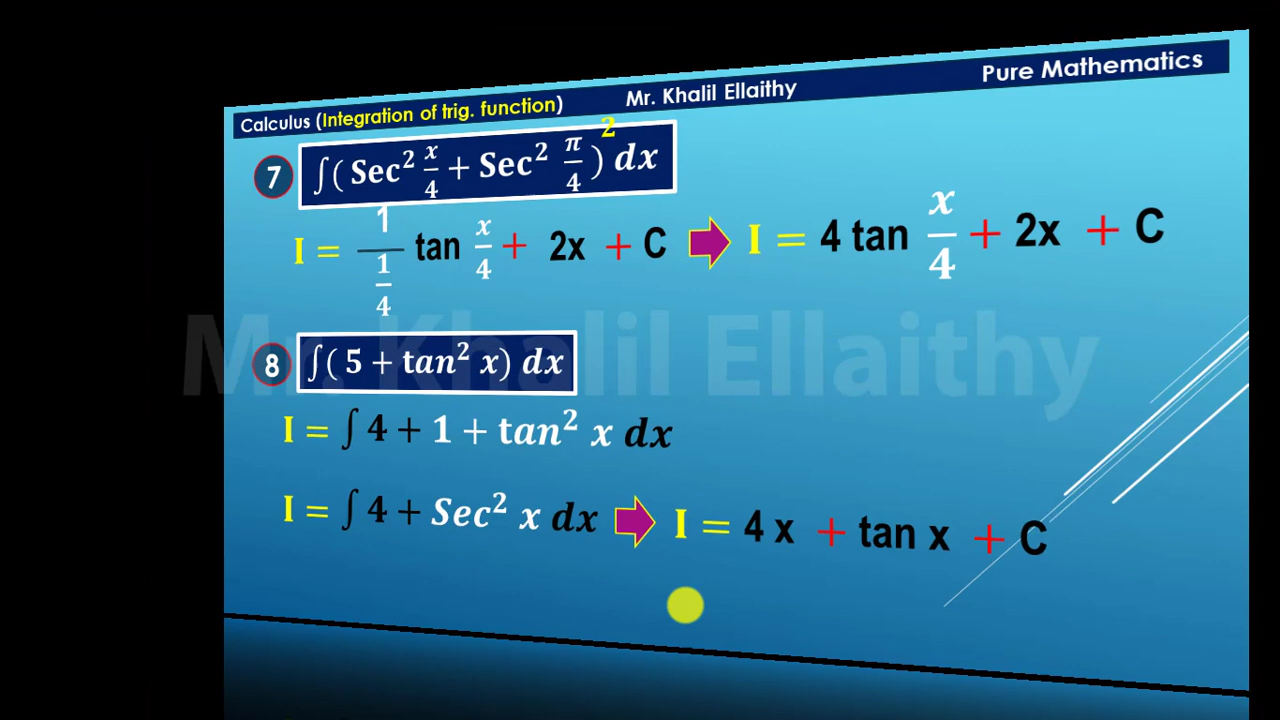 Calculus (Integration of trig. function) Mr. Khalil Ellaithy Pure Mathematics
7 ∫( Sec² x/4 + Sec² π/4 ) dx 2
I = 1/(1/4) tan x/4 + 2x + C ➡ I = 4 tan x/4 + 2x + C
Mr. Khalil Ellaithy
8 ∫( 5 + tan² x) dx
I = ∫ 4 + 1 + tan² x dx
I = ∫ 4 + Sec² x dx ➡ I = 4 x + tan x + C